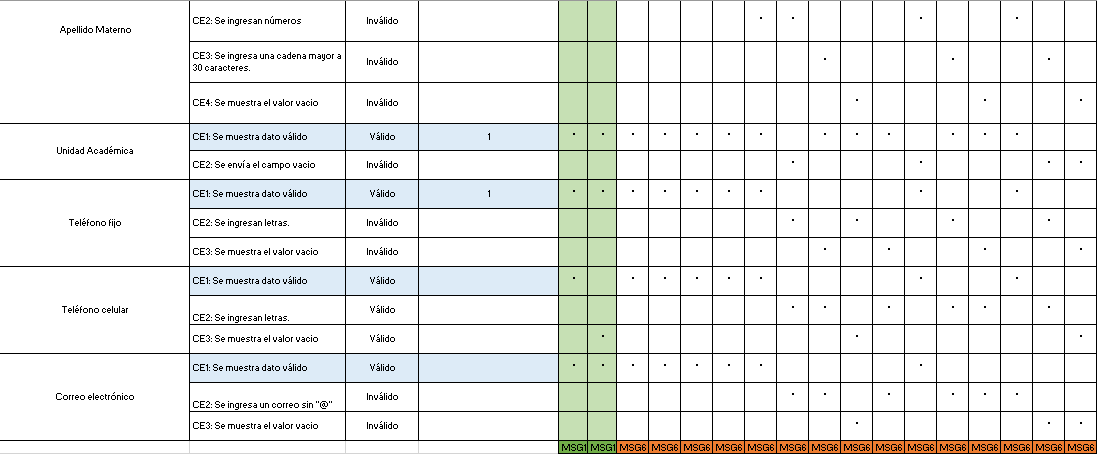 CE2: Se ingresan números Inválido
Apellido Materno
CE3: Se ingresa una cadena mayor a
30 caracteres. Inválido
CE4: Se muestra el valor vacio Inválido
Unidad Académica
CE1: Se muestra dato válido Válido 1
CE2: Se envía el campo vacio Inválido
Teléfono fijo
CE1: Se muestra dato válido Válido 1
CE2: Se ingresan letras. Inválido
CE3: Se muestra el valor vacio Inválido
Teléfono celular
CE1: Se muestra dato válido Válido
CE2: Se ingresan letras. Válido
CE3: Se muestra el valor vacio Válido
Correo electrónico
CE1: Se muestra dato válido Válido
CE2: Se ingresa un correo sin "@" Inválido
CE3: Se muestra el valor vacio Inválido
MSG1 MSG1 MSG6 MSG6 MSG6 MSG6 MSG6 MSG6 MSG6 MSG6 MSG6 MSG6 MSG6 MSG6 MSG6 MSG6 MSG6